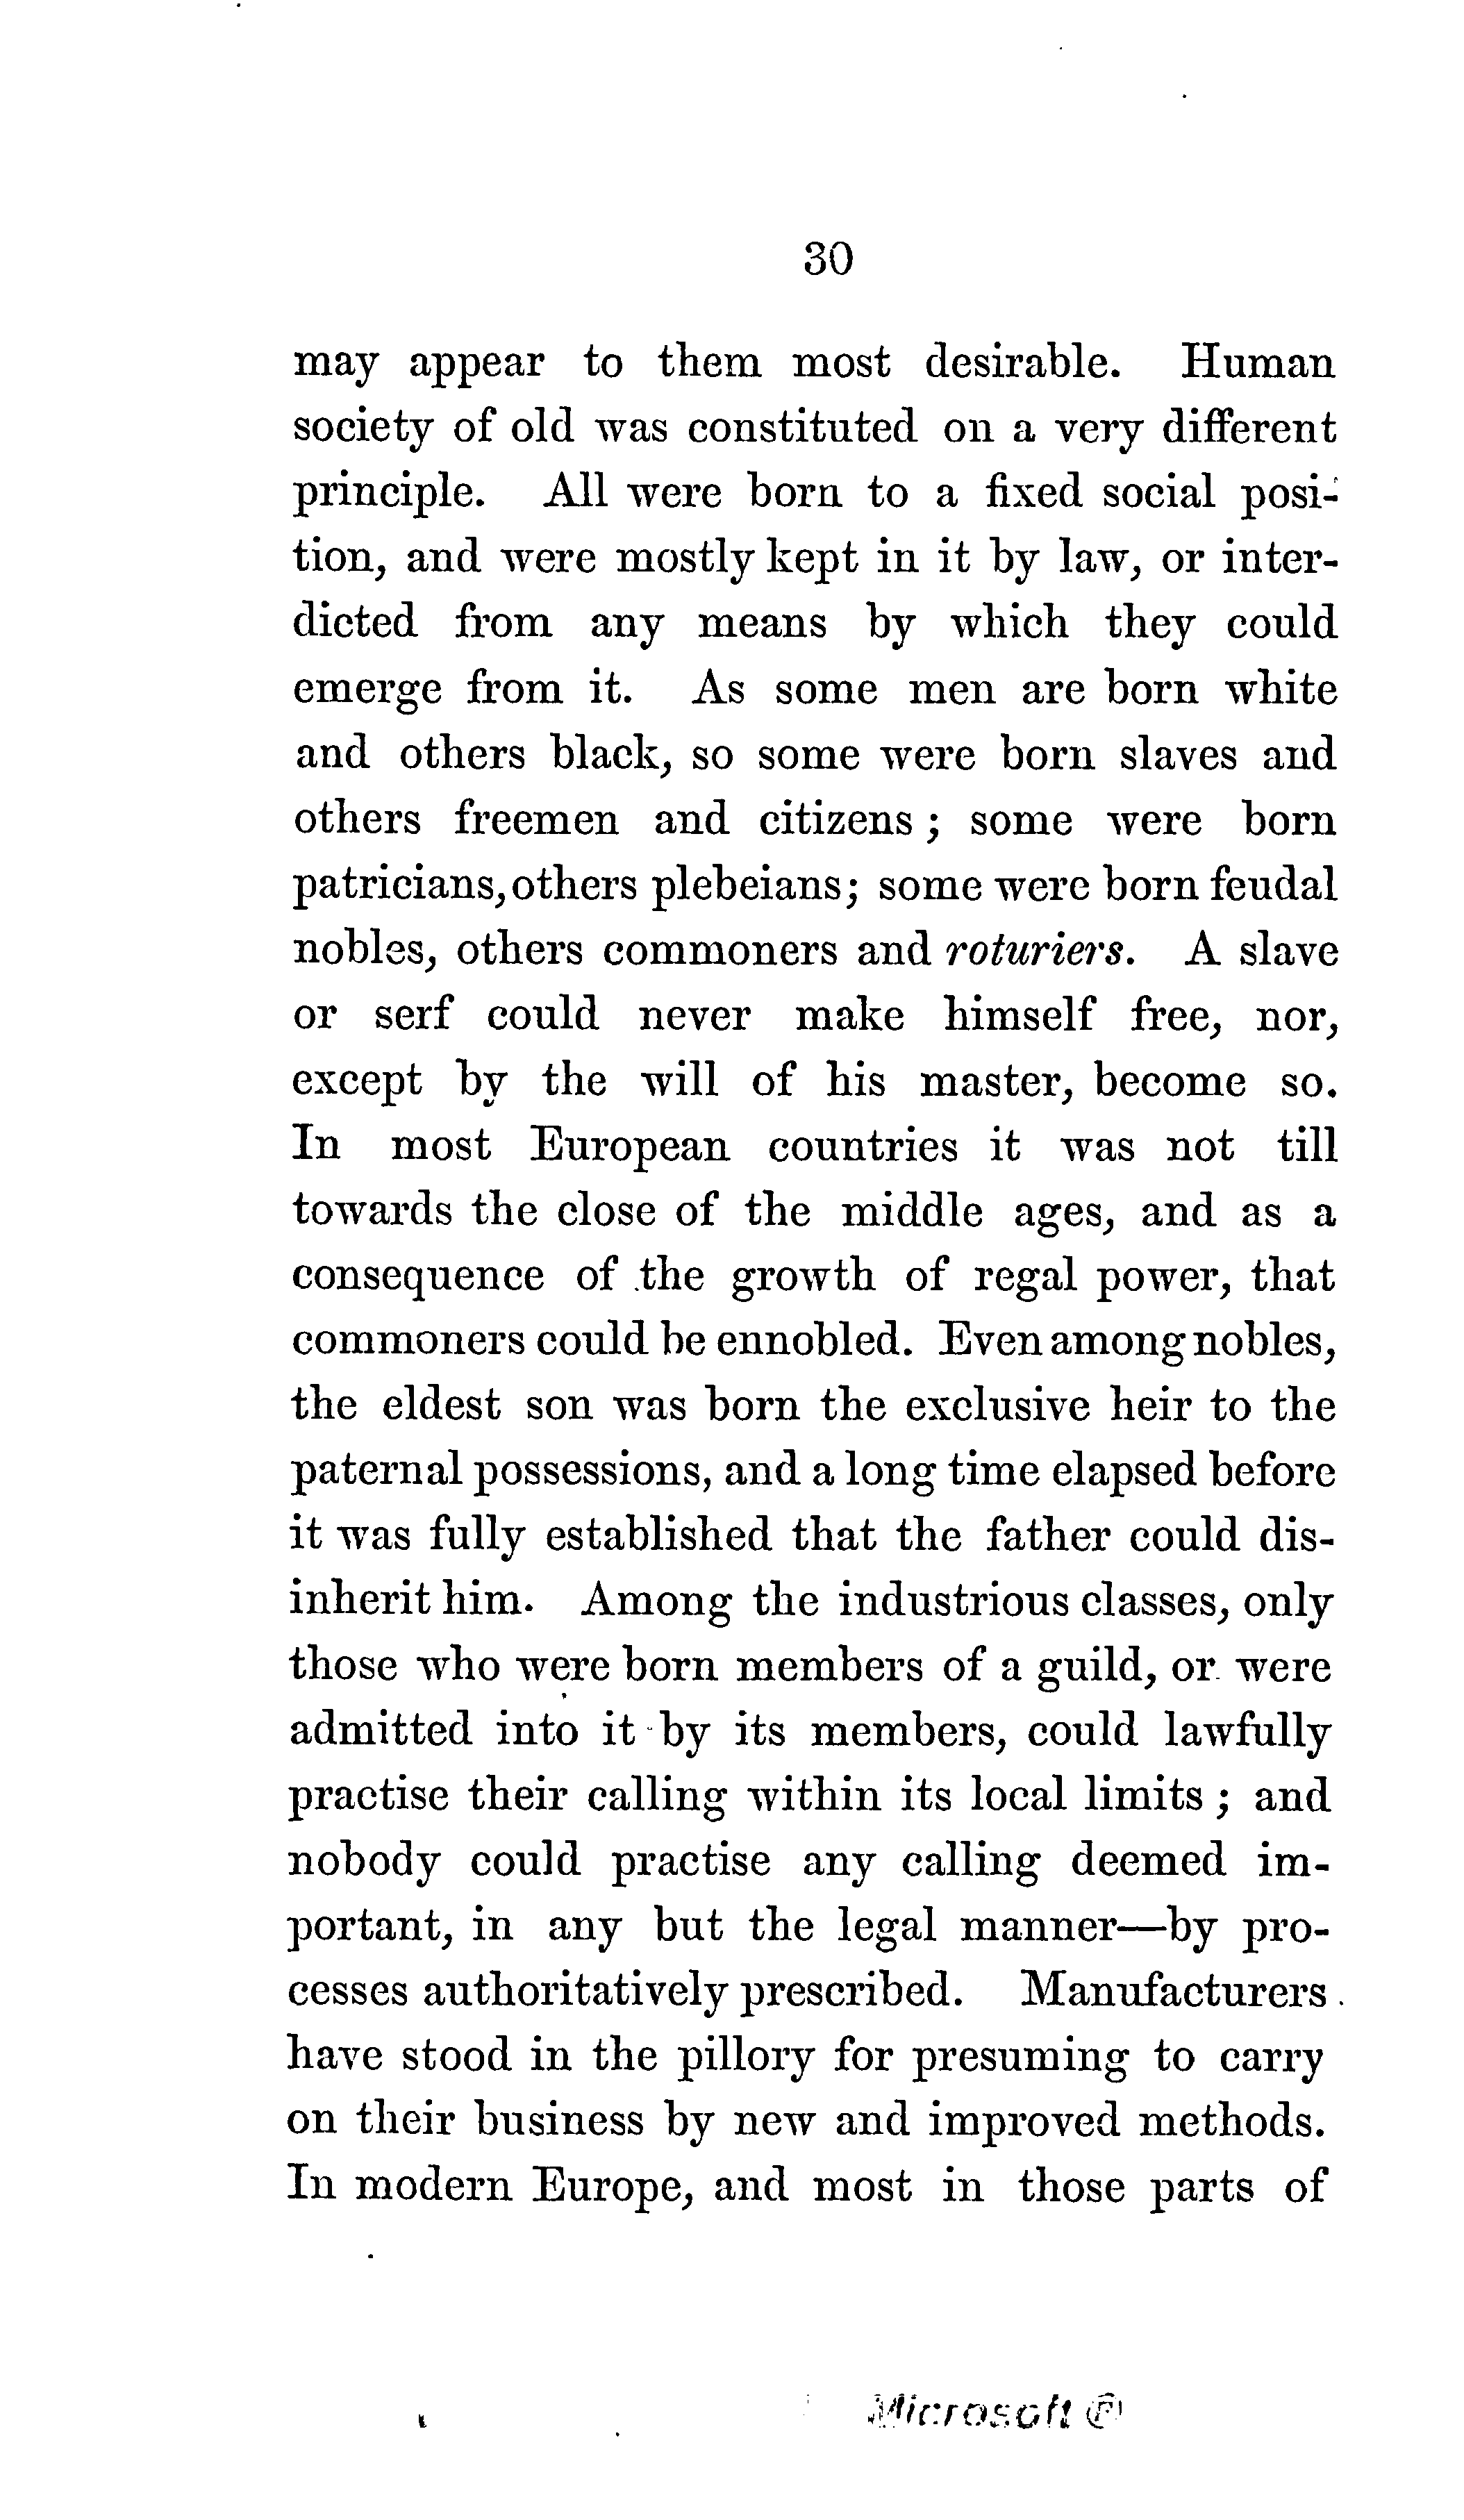 30
may appear to them most desirable. Human
society of old was constituted on a very different
principle. All were born to a fixed social posi-
tion, and were mostly kept in it by law, or inter-
dicted from any means by which they could
emerge from it. As some men are born white
and others black, so some were born slaves and
others freemen and citizens ; some were born
patricians, others plebeians; some were born feudal
nobles, others commoners and roturiers. A slave
or serf could never make himself free, nor,
except by the will of his master, become so.
In most European countries it was not till
towards the close of the middle ages, and as a
consequence of the growth of regal power, that
commoners could be ennobled. Even among nobles,
the eldest son was born the exclusive heir to the
paternal possessions, and a long time elapsed before
it was fully established that the father could dis-
inherit him. Among the industrious classes, only
those who were born members of a guild, or were
admitted into it by its members, could lawfully
practise their calling within its local limits ; and
nobody could practise any calling deemed im-
portant, in any but the legal manner—by pro-
cesses authoritatively prescribed. Manufacturers
have stood in the pillory for presuming to carry
on their business by new and improved methods.
In modern Europe, and most in those parts of
Microsoft ®